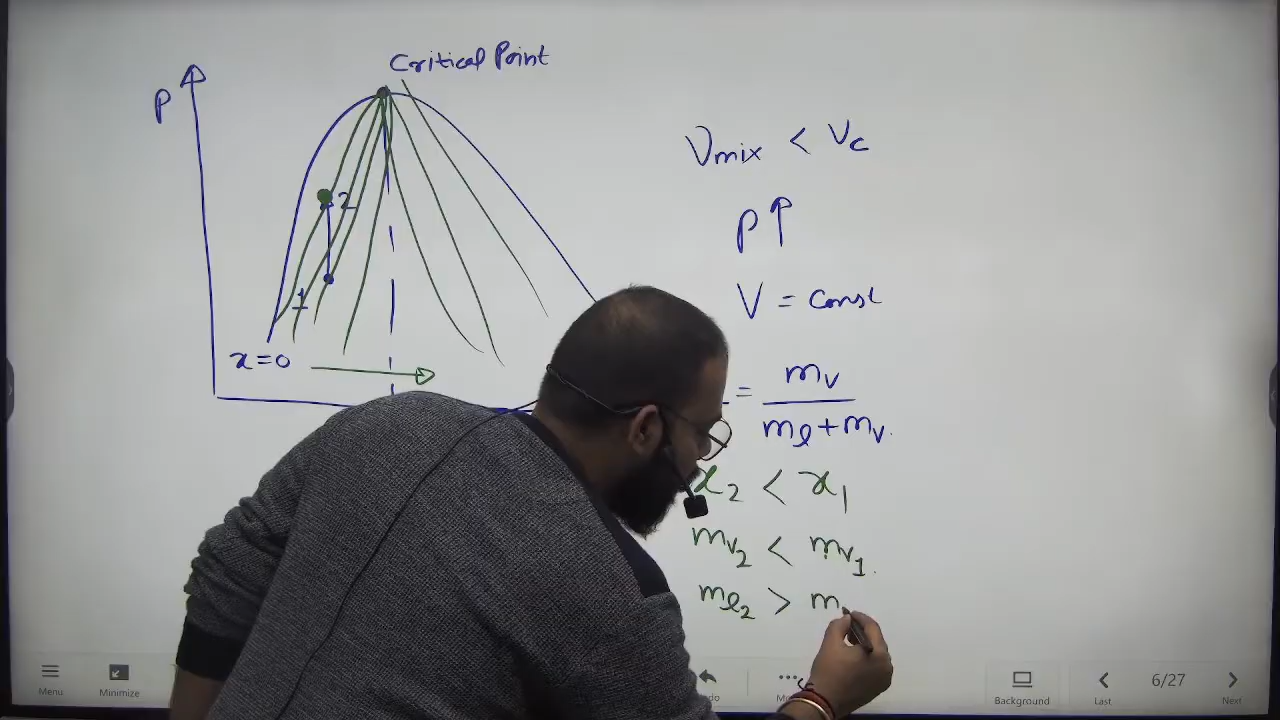 Critical Point
P
2
1
x=0
Vmix < Vc
P↑
V = Const
= mv / ml+mv.
x2 < x1
mv2 < mv1.
ml2 > m
Menu
Minimize
Background
Last
6/27
Next